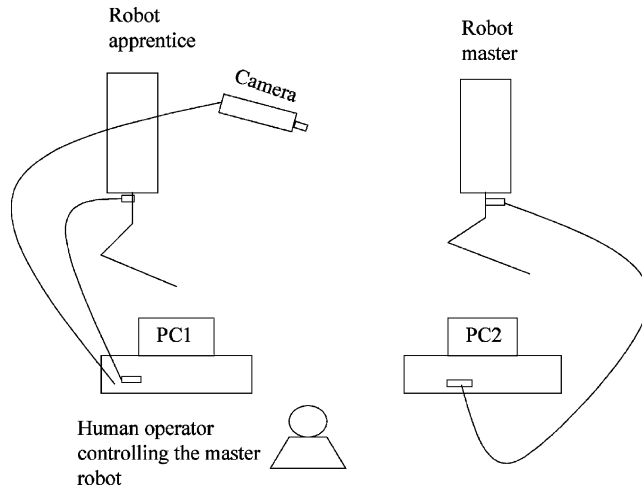 Robot
apprentice
Camera
Robot
master
PC1
PC2
Human operator
controlling the master
robot